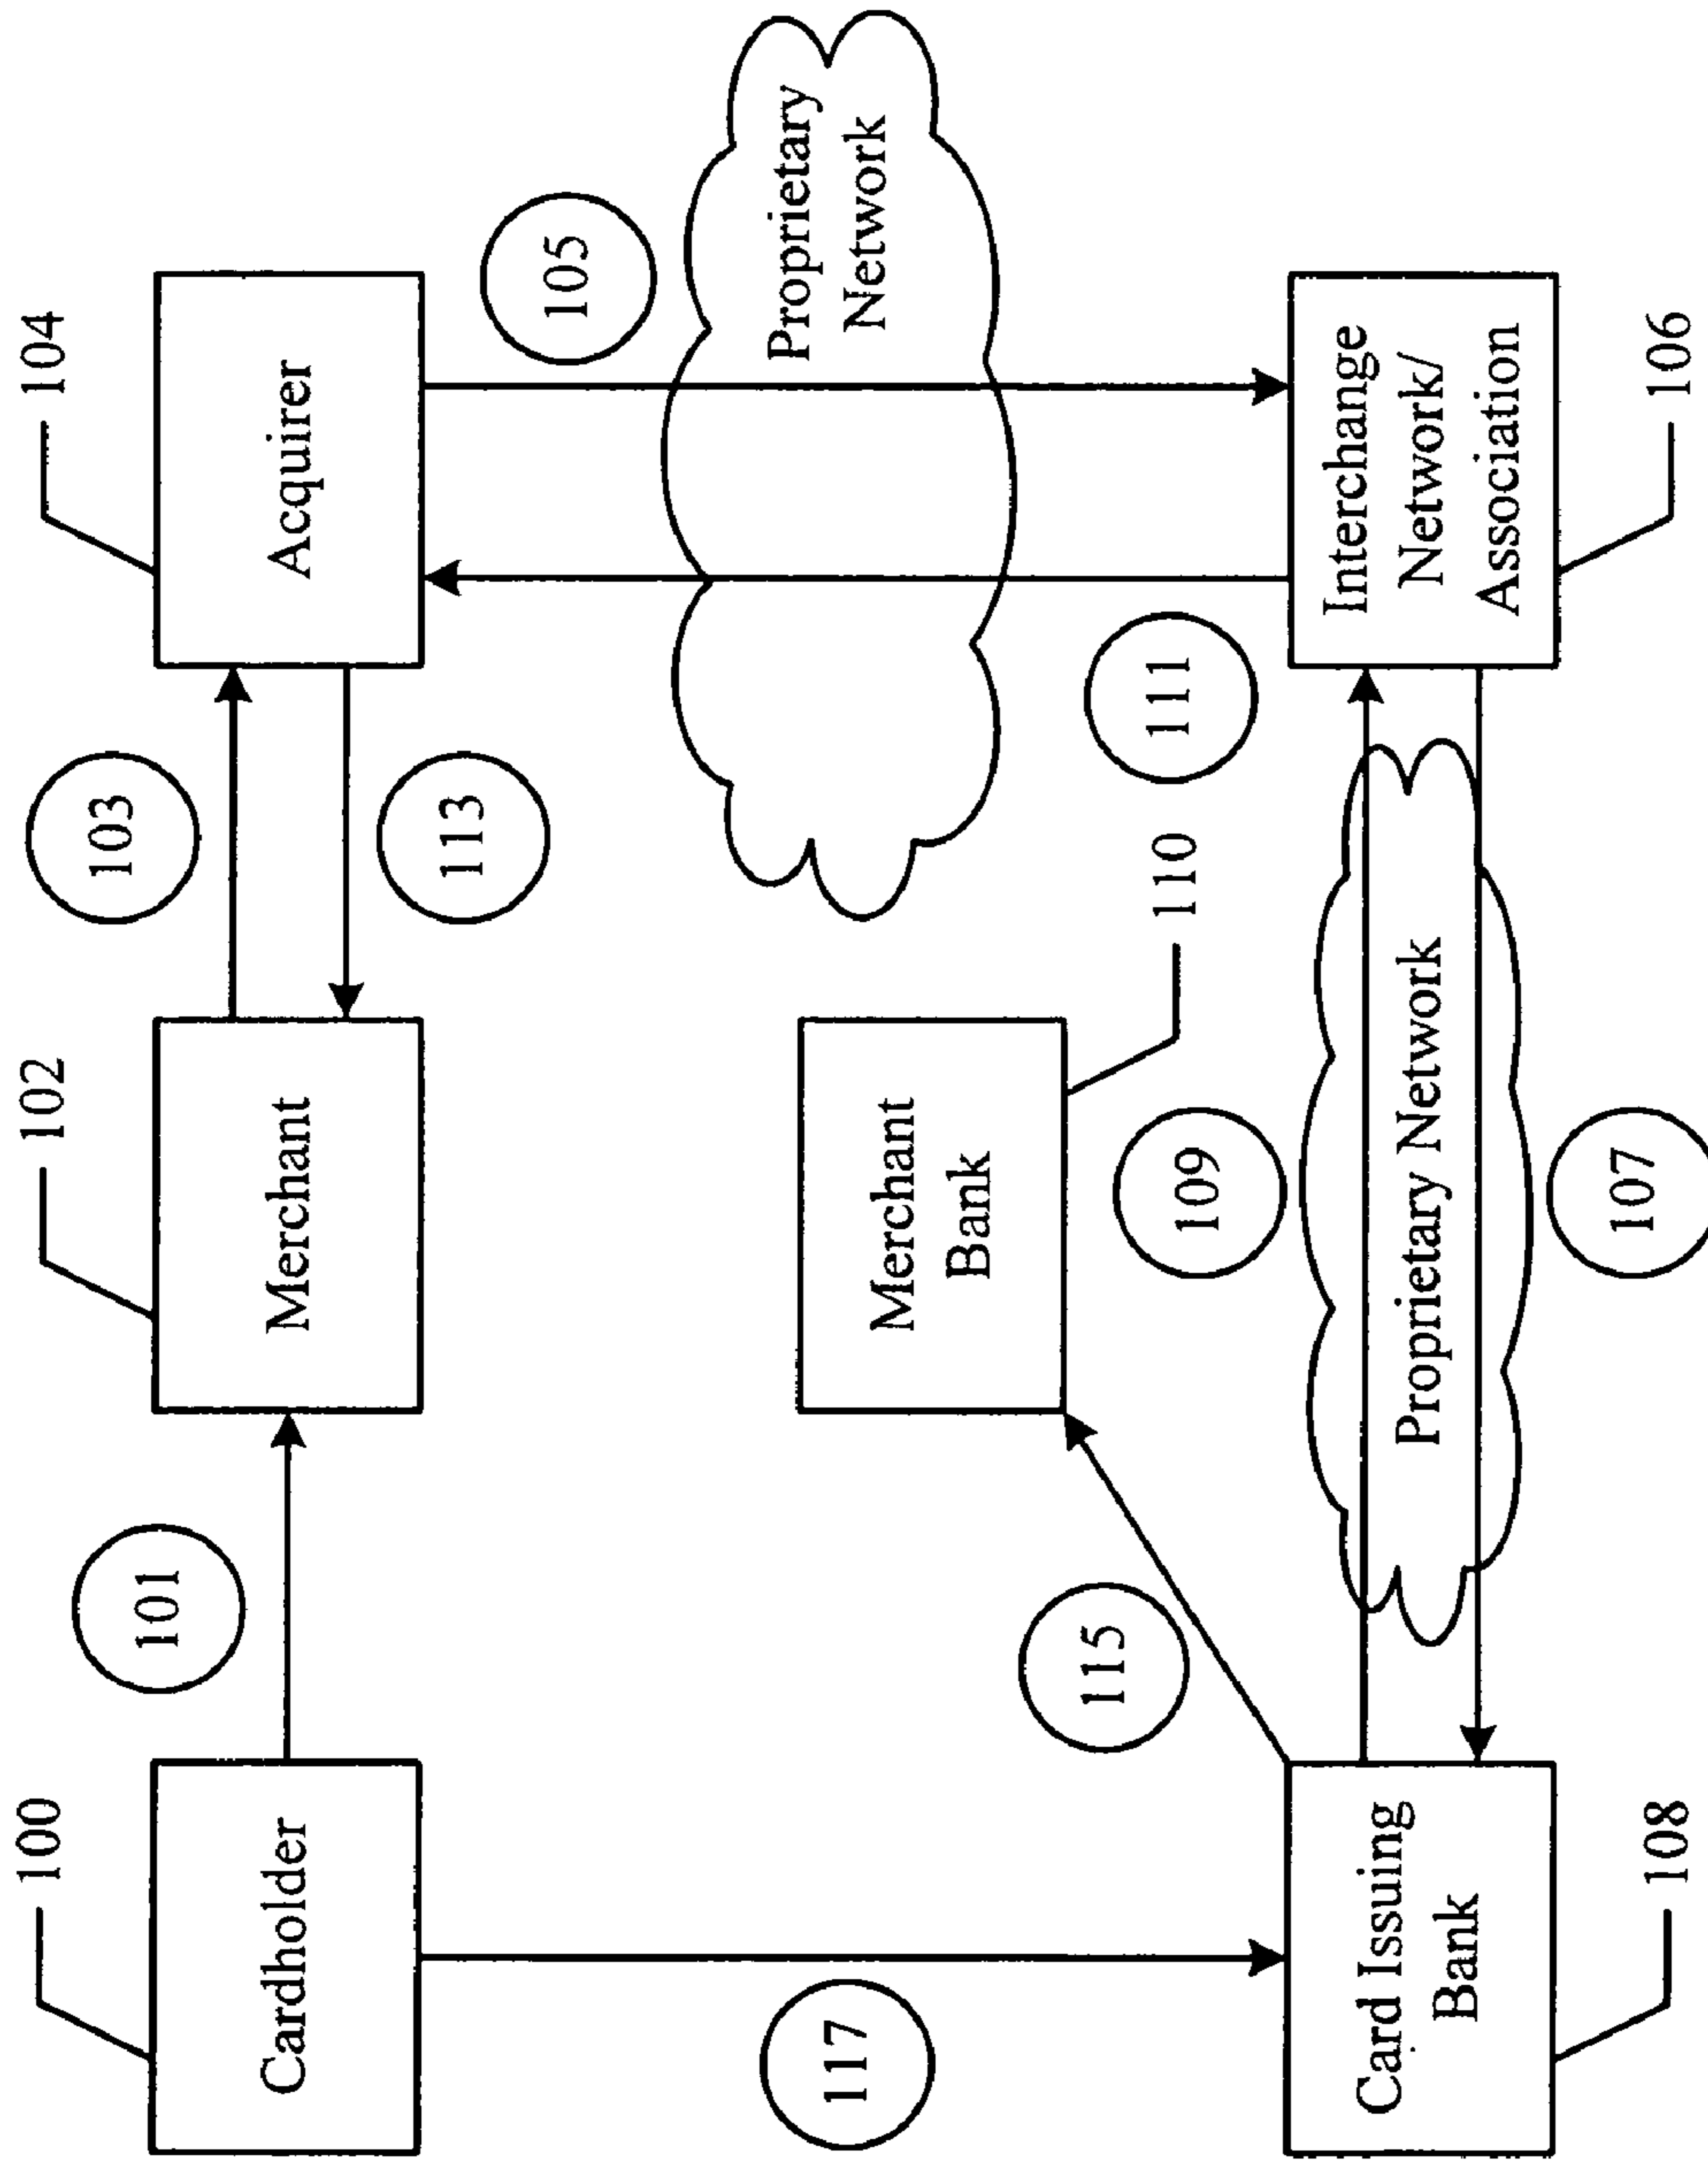 100
102
104
101
103
Cardholder
Merchant
Acquirer
113
105
117
Merchant
Bank
Proprietary
Network
115
109
110
111
Card Issuing
Bank
Proprietary Network
Interchange
Network/
Association
108
107
106